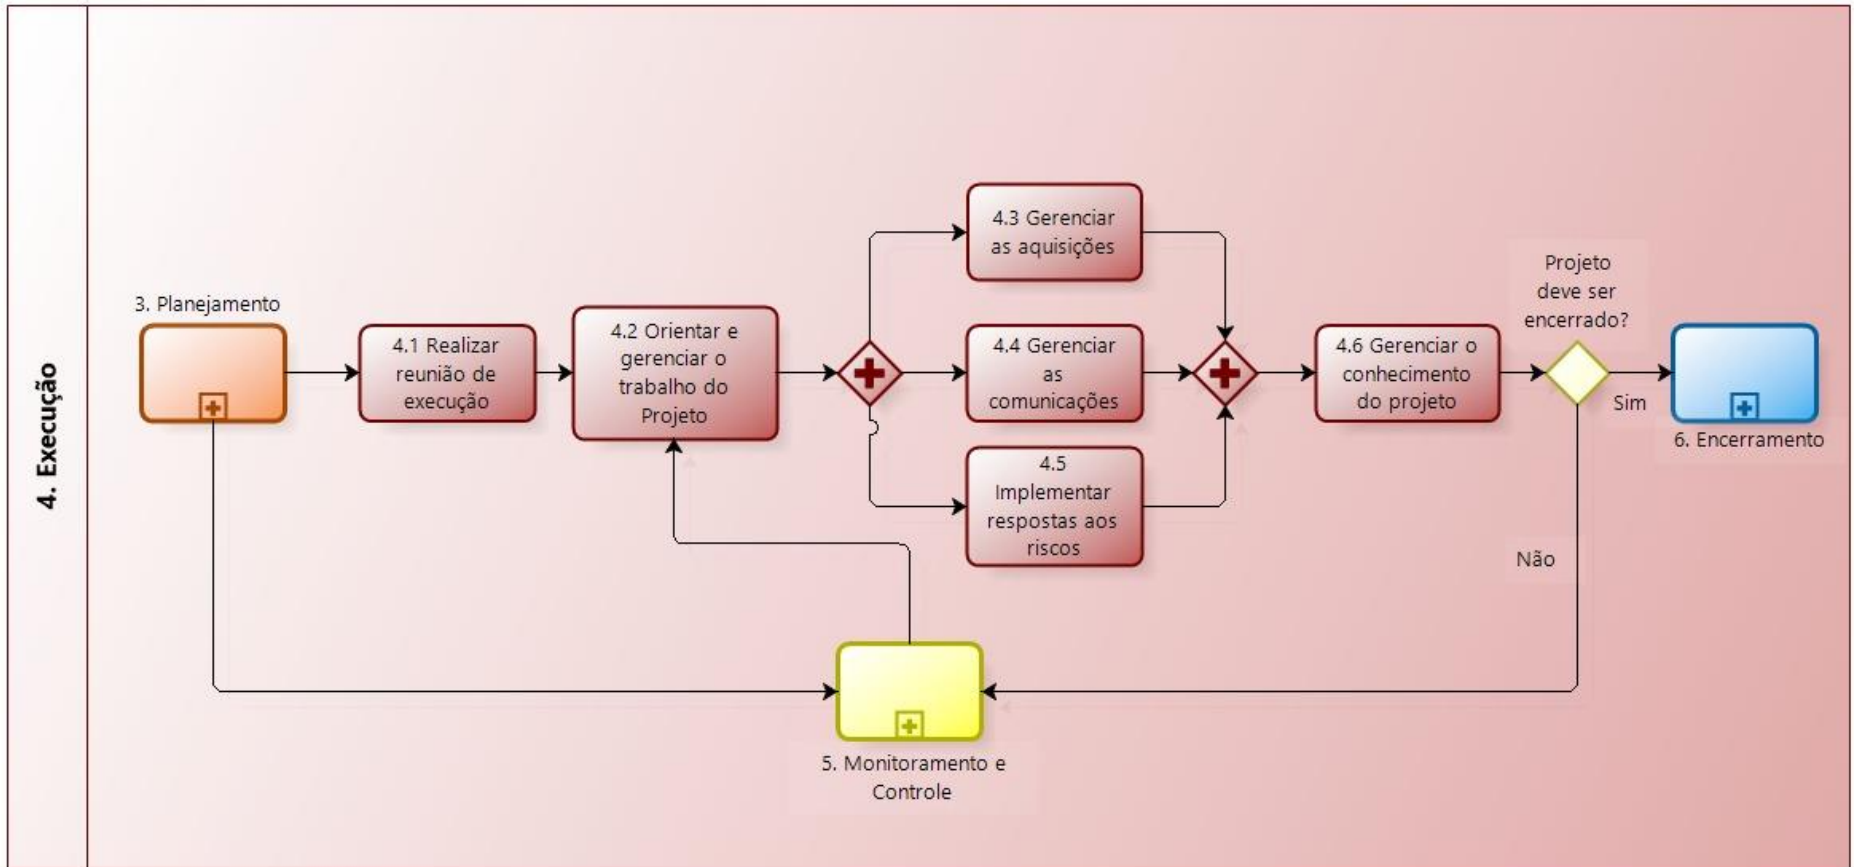 4. Execução
3. Planejamento
4.1 Realizar
reunião de
execução
4.2 Orientar e
gerenciar o
trabalho do
Projeto
4.3 Gerenciar
as aquisições
4.4 Gerenciar
as
comunicações
4.5
Implementar
respostas aos
riscos
4.6 Gerenciar o
conhecimento
do projeto
Projeto
deve ser
encerrado?
Sim
6. Encerramento
Não
5. Monitoramento e
Controle